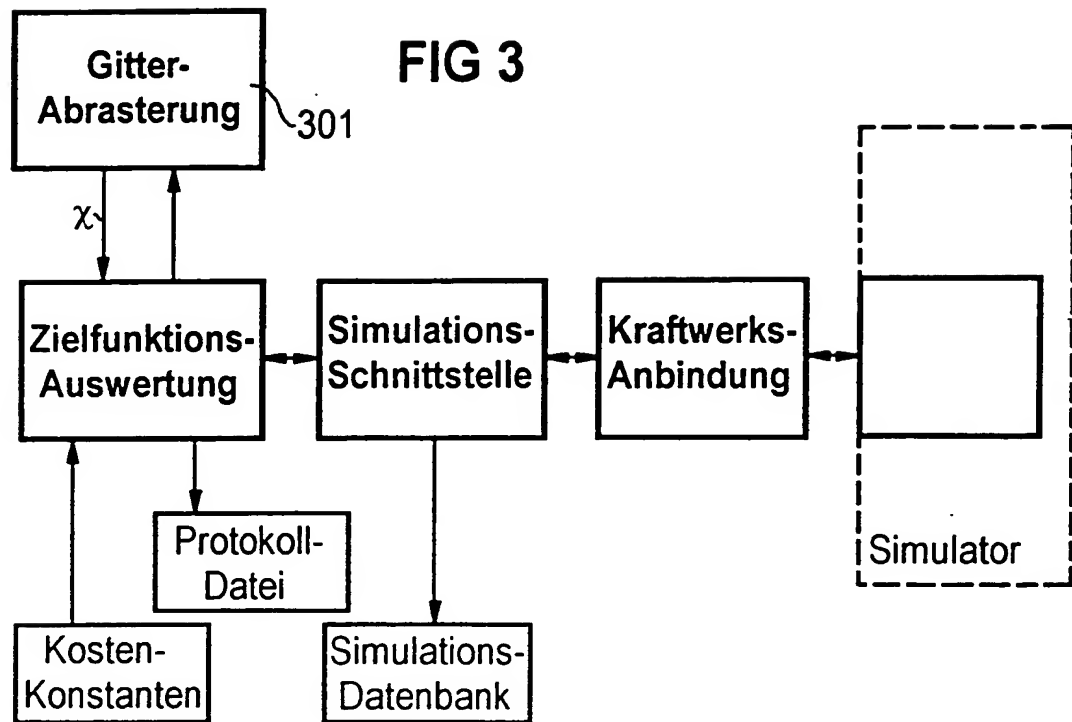 FIG 3
Gitter-
Abrasterung
301
χ
Zielfunktions-
Auswertung
Simulations-
Schnittstelle
Kraftwerks-
Anbindung
Simulator
Protokoll-
Datei
Kosten-
Konstanten
Simulations-
Datenbank